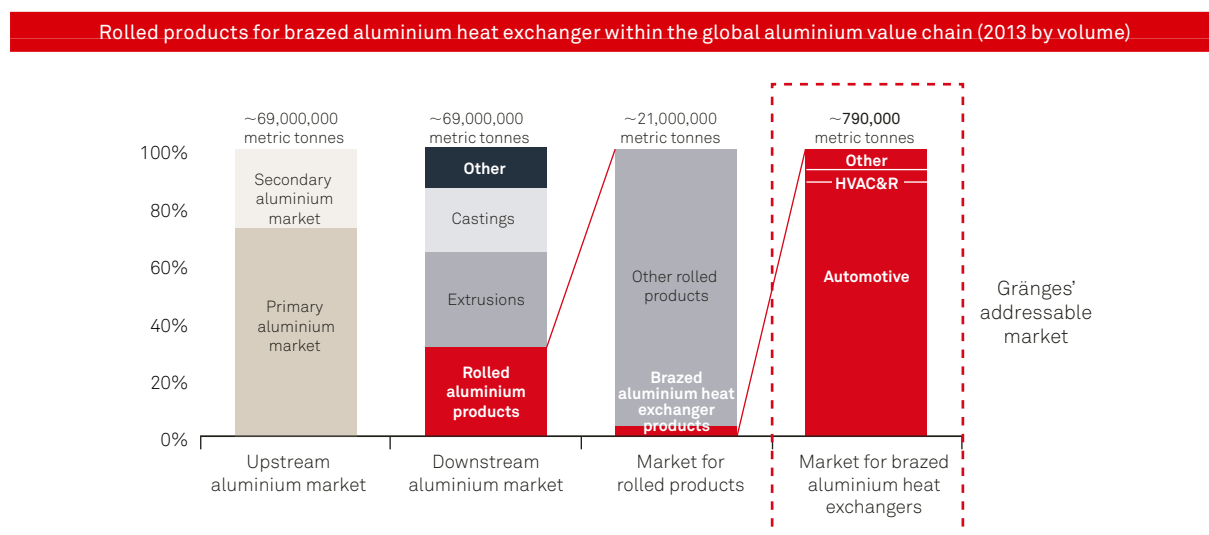 Rolled products for brazed aluminium heat exchanger within the global aluminium value chain (2013 by volume)
~69,000,000
metric tonnes
~69,000,000
metric tonnes
~21,000,000
metric tonnes
~790,000
metric tonnes
100%
80%
60%
40%
20%
0%
Secondary
aluminium
market
Primary
aluminium
market
Other
Castings
Extrusions
Rolled
aluminium
products
Other rolled
products
Brazed
aluminium heat
exchanger
products
Other
HVAC&R
Automotive
Gränges’
addressable
market
Upstream
aluminium market
Downstream
aluminium market
Market for
rolled products
Market for brazed
aluminium heat
exchangers